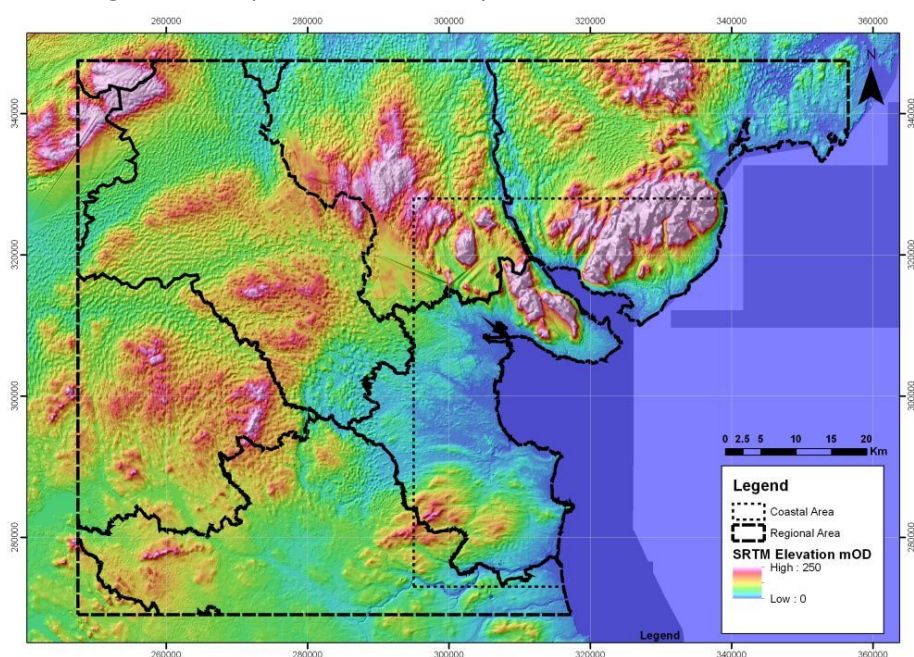 260000 280000 300000 320000 340000 360000
N
340000 340000
320000 320000
300000 300000
0 2.5 5 10 15 20
Km
Legend
Coastal Area
280000 280000
Regional Area
SRTM Elevation mOD
High : 250
Low : 0
Legend
260000 280000 300000 320000 340000 360000